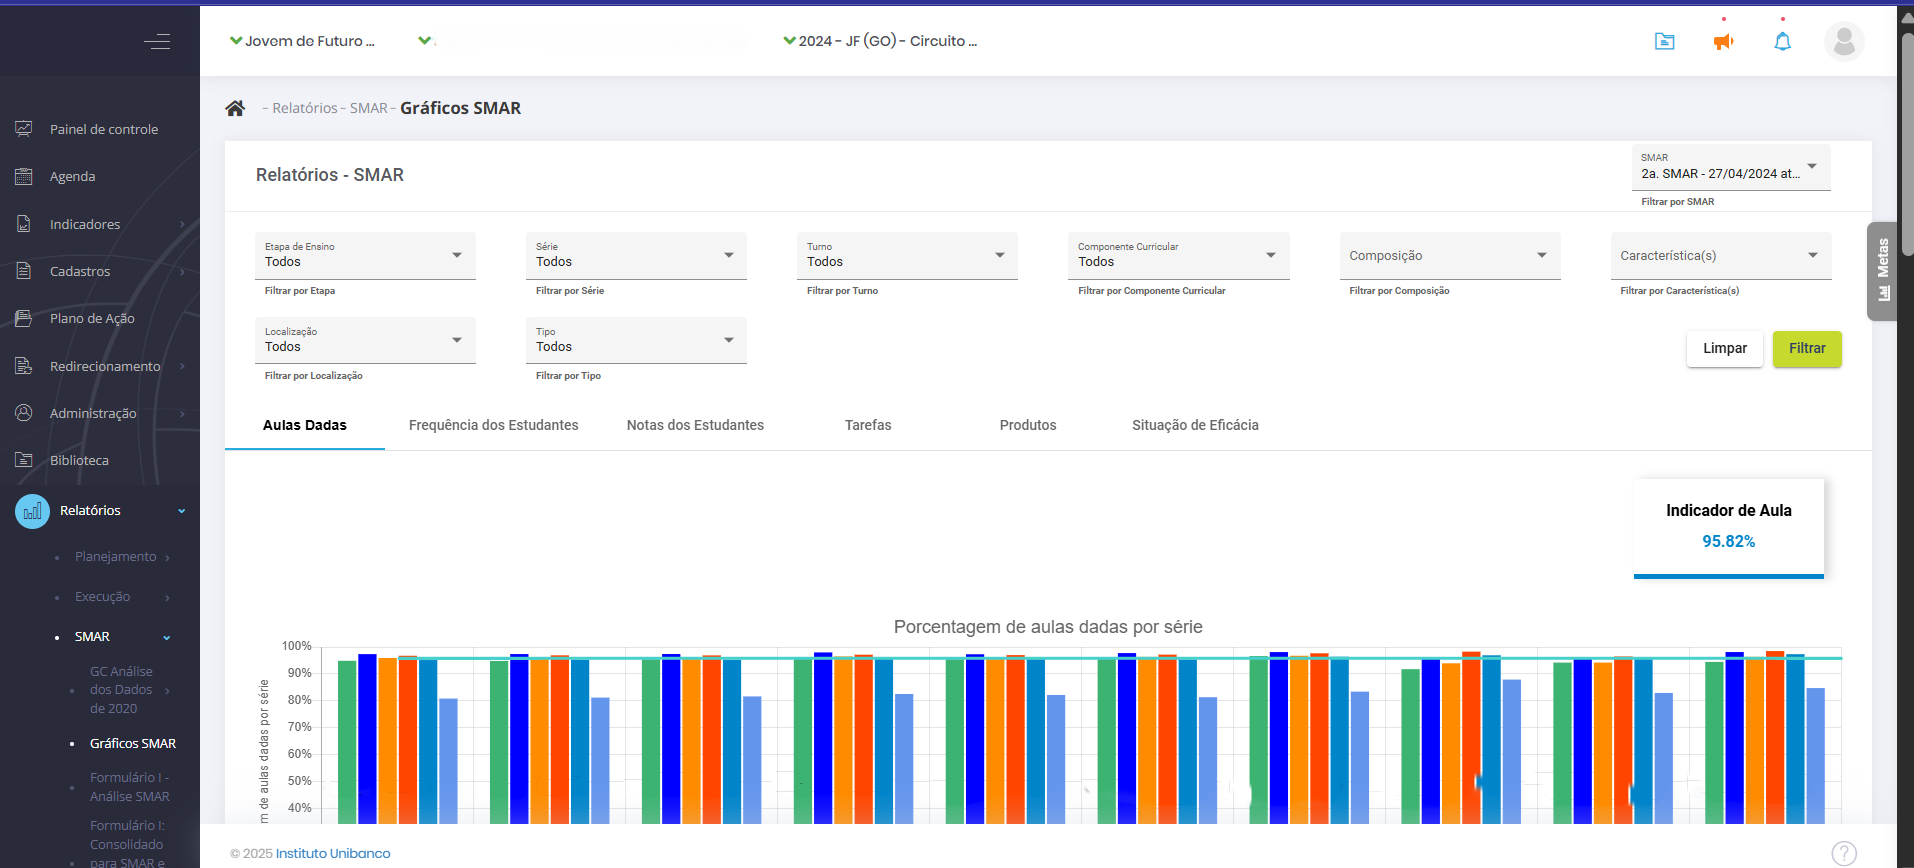 Jovem de Futuro ...
2024 - JF (GO) - Circuito ...
- Relatórios - SMAR - Gráficos SMAR
Painel de controle
Agenda
Indicadores
Cadastros
Plano de Ação
Redirecionamento
Administração
Biblioteca
Relatórios
Planejamento
Execução
SMAR
GC Análise
dos Dados
de 2020
Gráficos SMAR
Formulário I -
Análise SMAR
Formulário I:
Consolidado
para SMAR e
Relatórios - SMAR
SMAR
2a. SMAR - 27/04/2024 at...
Filtrar por SMAR
Metas
Etapa de Ensino
Todos
Filtrar por Etapa
Série
Todos
Filtrar por Série
Turno
Todos
Filtrar por Turno
Componente Curricular
Todos
Filtrar por Componente Curricular
Composição
Filtrar por Composição
Característica(s)
Filtrar por Característica(s)
Localização
Todos
Filtrar por Localização
Tipo
Todos
Filtrar por Tipo
Limpar
Filtrar
Aulas Dadas
Frequência dos Estudantes
Notas dos Estudantes
Tarefas
Produtos
Situação de Eficácia
Indicador de Aula
95.82%
Porcentagem de aulas dadas por série
100%
90%
80%
70%
60%
50%
40%
m de aulas dadas por série
© 2025 Instituto Unibanco
?